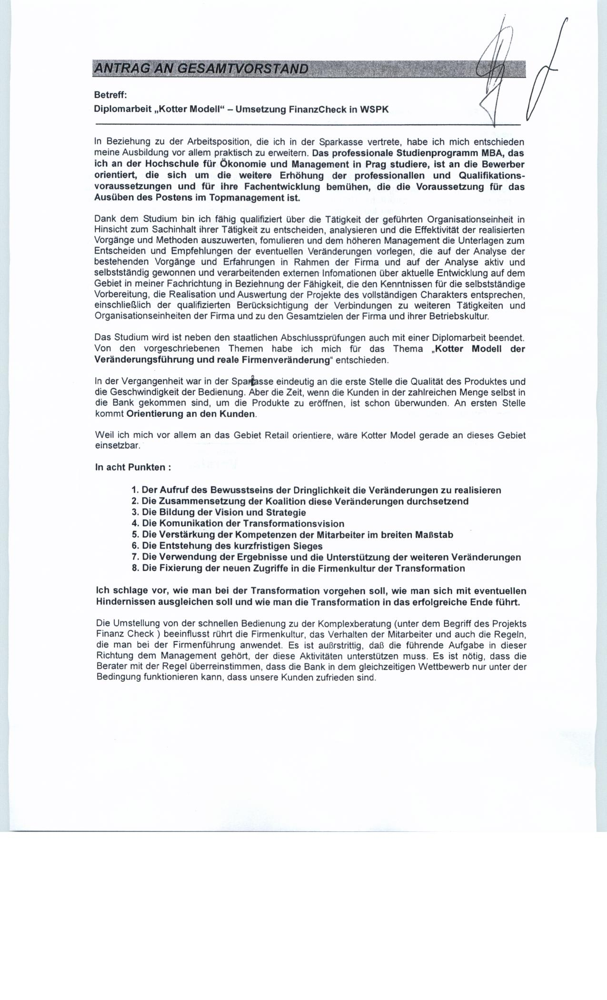 ANTRAG AN GESAMTVORSTAND
Betreff:
Diplomarbeit „Kotter Modell“ – Umsetzung FinanzCheck in WSPK
In Beziehung zu der Arbeitsposition, die ich in der Sparkasse vertrete, habe ich mich entschieden
meine Ausbildung vor allem praktisch zu erweitern. Das professionale Studienprogramm MBA, das
ich an der Hochschule für Ökonomie und Management in Prag studiere, ist an die Bewerber
orientiert, die sich um die weitere Erhöhung der professionallen und Qualifikations-
voraussetzungen und für ihre Fachentwicklung bemühen, die die Voraussetzung für das
Ausüben des Postens im Topmanagement ist.
Dank dem Studium bin ich fähig qualifiziert über die Tätigkeit der geführten Organisationseinheit in
Hinsicht zum Sachinhalt ihrer Tätigkeit zu entscheiden, analysieren und die Effektivität der realisierten
Vorgänge und Methoden auszuwerten, fomulieren und dem höheren Management die Unterlagen zum
Entscheiden und Empfehlungen der eventuellen Veränderungen vorlegen, die auf der Analyse der
bestehenden Vorgänge und Erfahrungen in Rahmen der Firma und auf der Analyse aktiv und
selbstständig gewonnen und verarbeitenden externen Infomationen über aktuelle Entwicklung auf dem
Gebiet in meiner Fachrichtung in Beziehnung der Fähigkeit, die den Kenntnissen für die selbstständige
Vorbereitung, die Realisation und Auswertung der Projekte des vollständigen Charakters entsprechen,
einschließlich der qualifizierten Berücksichtigung der Verbindungen zu weiteren Tätigkeiten und
Organisationseinheiten der Firma und zu den Gesamtzielen der Firma und ihrer Betriebskultur.
Das Studium wird ist neben den staatlichen Abschlussprüfungen auch mit einer Diplomarbeit beendet.
Von den vorgeschriebenen Themen habe ich mich für das Thema „Kotter Modell der
Veränderungsführung und reale Firmenveränderung“ entschieden.
In der Vergangenheit war in der Sparkasse eindeutig an die erste Stelle die Qualität des Produktes und
die Geschwindigkeit der Bedienung. Aber die Zeit, wenn die Kunden in der zahlreichen Menge selbst in
die Bank gekommen sind, um die Produkte zu eröffnen, ist schon überwunden. An ersten Stelle
kommt Orientierung an den Kunden.
Weil ich mich vor allem an das Gebiet Retail orientiere, wäre Kotter Model gerade an dieses Gebiet
einsetzbar.
In acht Punkten :
1. Der Aufruf des Bewusstseins der Dringlichkeit die Veränderungen zu realisieren
2. Die Zusammensetzung der Koalition diese Veränderungen durchsetzend
3. Die Bildung der Vision und Strategie
4. Die Komunikation der Transformationsvision
5. Die Verstärkung der Kompetenzen der Mitarbeiter im breiten Maßstab
6. Die Entstehung des kurzfristigen Sieges
7. Die Verwendung der Ergebnisse und die Unterstützung der weiteren Veränderungen
8. Die Fixierung der neuen Zugriffe in die Firmenkultur der Transformation
Ich schlage vor, wie man bei der Transformation vorgehen soll, wie man sich mit eventuellen
Hindernissen ausgleichen soll und wie man die Transformation in das erfolgreiche Ende führt.
Die Umstellung von der schnellen Bedienung zu der Komplexberatung (unter dem Begriff des Projekts
Finanz Check ) beeinflusst rührt die Firmenkultur, das Verhalten der Mitarbeiter und auch die Regeln,
die man bei der Firmenführung anwendet. Es ist außrstrittig, daß die führende Aufgabe in dieser
Richtung dem Management gehört, der diese Aktivitäten unterstützen muss. Es ist nötig, dass die
Berater mit der Regel überreinstimmen, dass die Bank in dem gleichzeitigen Wettbewerb nur unter der
Bedingung funktionieren kann, dass unsere Kunden zufrieden sind.